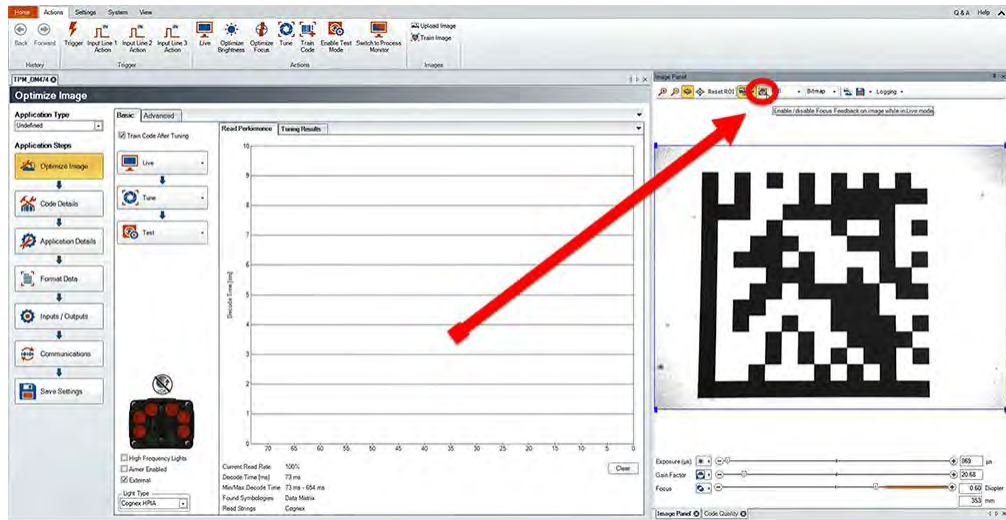 Home Actions Settings System View Q & A Help
Back Forward Trigger Input Line 1 Action Input Line 2 Action Input Line 3 Action Live Optimize Brightness Optimize Focus Tune Train Code Enable Test Mode Switch to Process Monitor Upload Image
Train Image
History Trigger Actions Images
TPM_DM474 Image Panel
Optimize Image
Reset ROI Bitmap Logging
Enable/disable Focus Feedback on image while in Live mode.
Application Type
Undefined
Application Steps
Optimize Image
Code Details
Application Details
Format Data
Inputs / Outputs
Communications
Save Settings
Basic Advanced
Train Code After Tuning
Live
Tune
Test
High Frequency Lights
Aimer Enabled
External
Light Type
Cognex HPIA
Read Performance Tuning Results
Decode Time [ms]
10
9
8
7
6
5
4
3
2
1
0
70 65 60 55 50 45 40 35 30 25 20 15 10 5 0
Current Read Rate 100%
Decode Time [ms] 73 ms
Min/Max Decode Time 73 ms - 654 ms
Found Symbologies Data Matrix
Read Strings Cognex
Clear
Exposure (µs) 869 µs
Gain Factor 20.68
Focus 0.60 Diopter
353 mm
Image Panel Code Quality